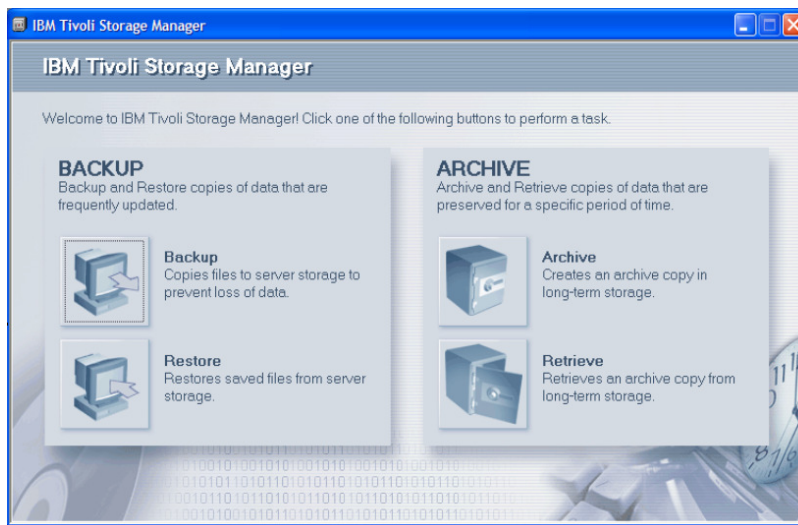 IBM Tivoli Storage Manager
IBM Tivoli Storage Manager
Welcome to IBM Tivoli Storage Manager! Click one of the following buttons to perform a task.
BACKUP
Backup and Restore copies of data that are
frequently updated.
Backup
Copies files to server storage to
prevent loss of data.
Restore
Restores saved files from server
storage.
ARCHIVE
Archive and Retrieve copies of data that are
preserved for a specific period of time.
Archive
Creates an archive copy in
long-term storage.
Retrieve
Retrieves an archive copy from
long-term storage.